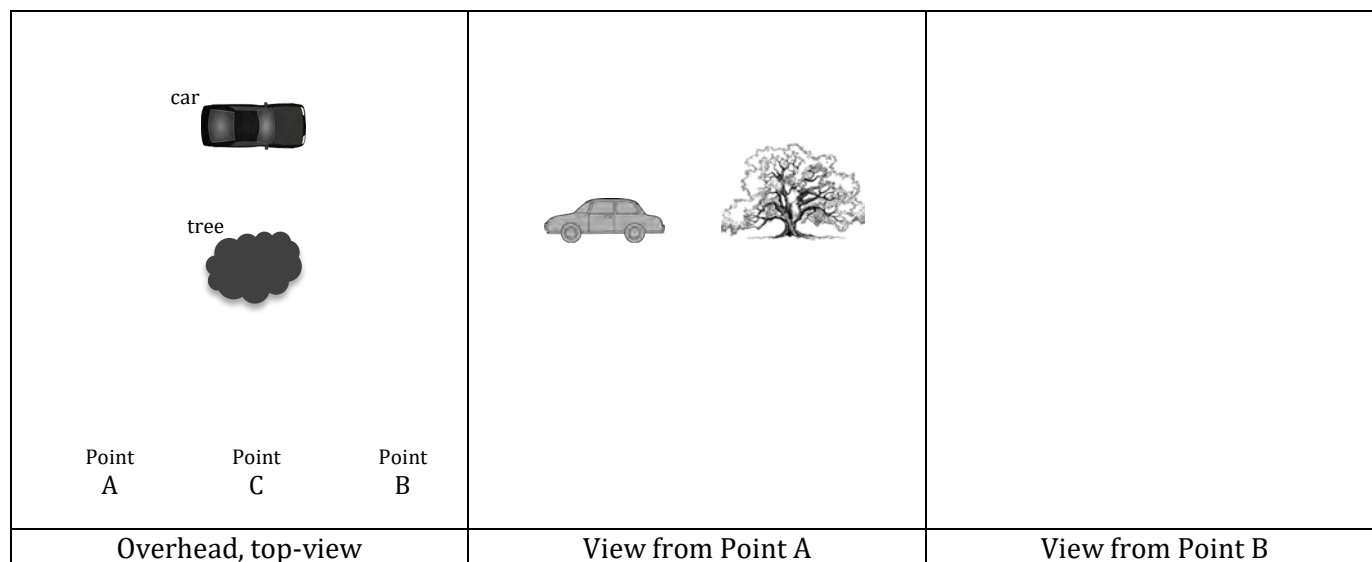 car
tree
Point
A
Point
C
Point
B
Overhead, top-view
View from Point A
View from Point B